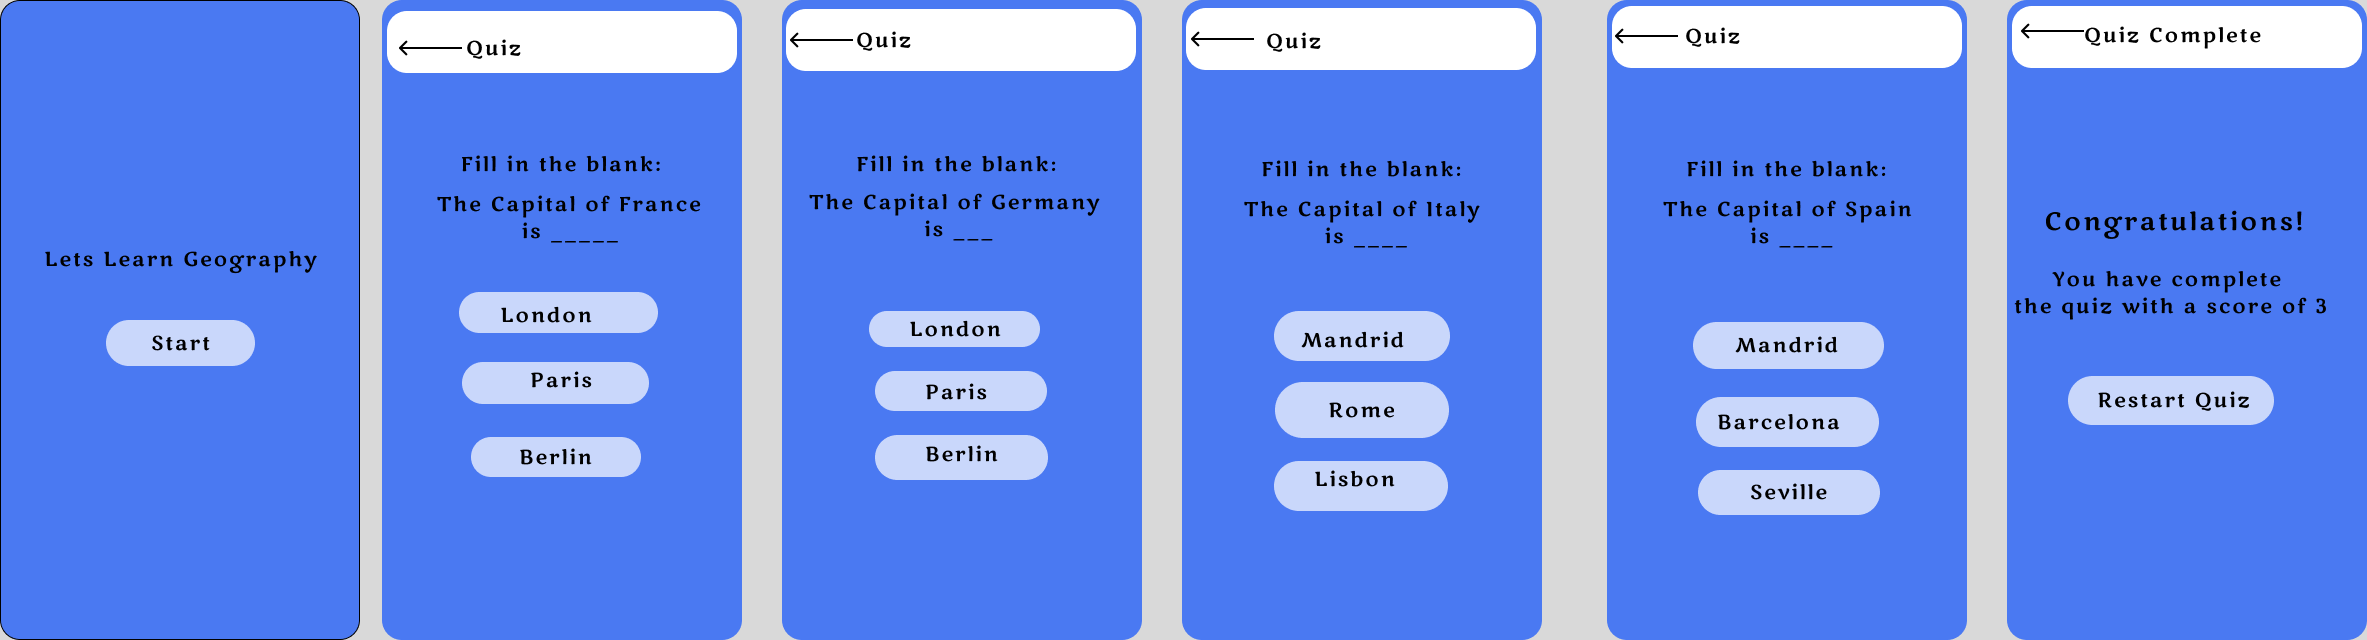 Lets Learn Geography
Start
Quiz
Fill in the blank:
The Capital of France
is _____
London
Paris
Berlin
Quiz
Fill in the blank:
The Capital of Germany
is ___
London
Paris
Berlin
Quiz
Fill in the blank:
The Capital of Italy
is ____
Mandrid
Rome
Lisbon
Quiz
Fill in the blank:
The Capital of Spain
is ____
Mandrid
Barcelona
Seville
Quiz Complete
Congratulations!
You have complete
the quiz with a score of 3
Restart Quiz